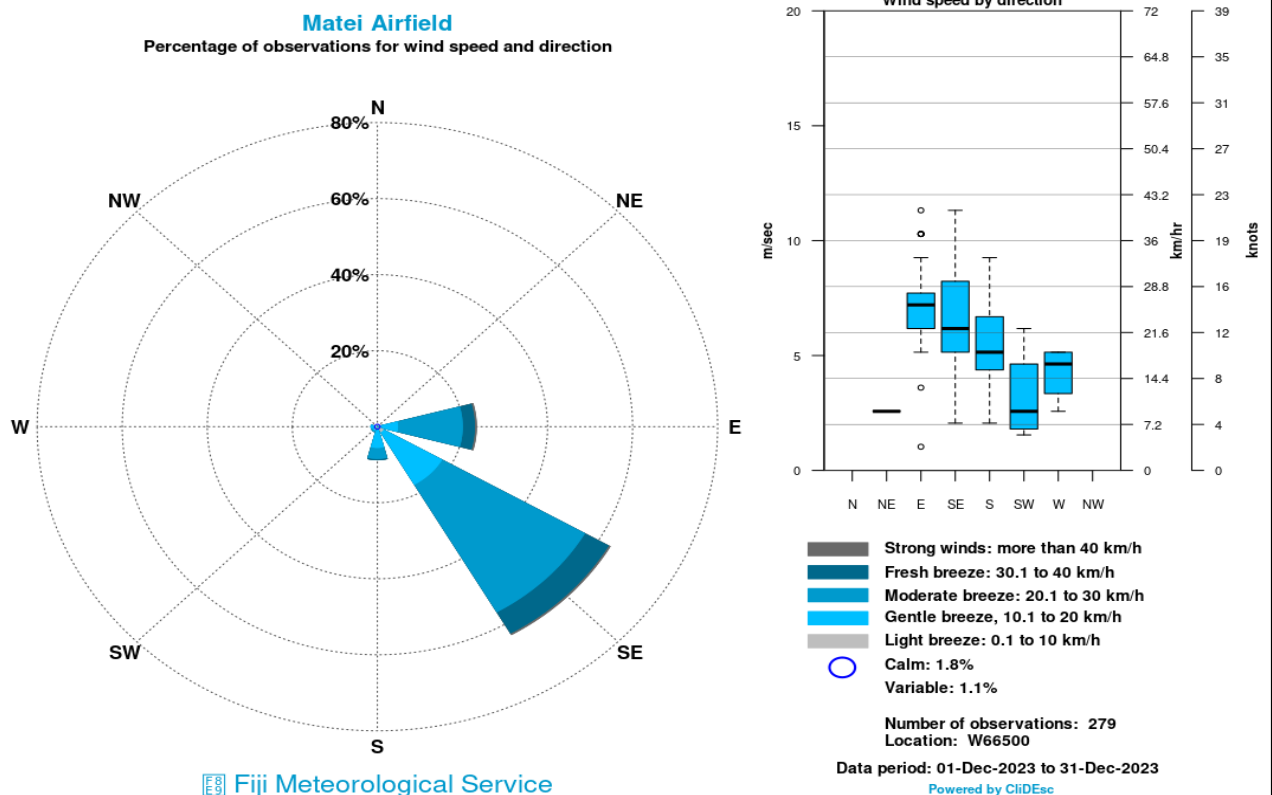 Matei Airfield
Percentage of observations for wind speed and direction
N
80%
60%
40%
20%
NW
NE
W
E
SW
SE
S
Fiji Meteorological Service
Wind speed by direction
20
15
10
5
0
m/sec
72
64.8
57.6
50.4
43.2
36
28.8
21.6
14.4
7.2
0
km/hr
39
35
31
27
23
19
16
12
8
4
0
knots
N NE E SE S SW W NW
Strong winds: more than 40 km/h
Fresh breeze: 30.1 to 40 km/h
Moderate breeze: 20.1 to 30 km/h
Gentle breeze, 10.1 to 20 km/h
Light breeze: 0.1 to 10 km/h
Calm: 1.8%
Variable: 1.1%
Number of observations: 279
Location: W66500
Data period: 01-Dec-2023 to 31-Dec-2023
Powered by CliDEsc